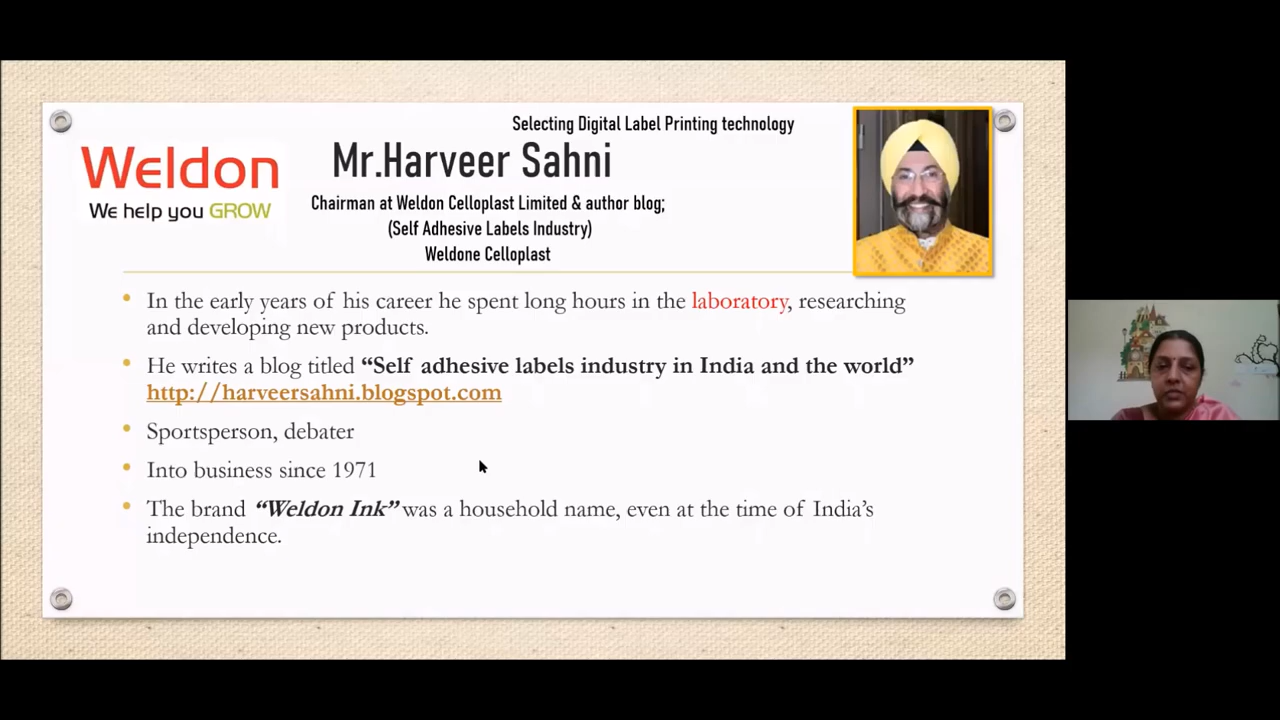 Selecting Digital Label Printing technology
Weldon
We help you GROW
Mr.Harveer Sahni
Chairman at Weldon Celloplast Limited & author blog;
(Self Adhesive Labels Industry)
Weldone Celloplast
• In the early years of his career he spent long hours in the laboratory, researching
and developing new products.
• He writes a blog titled “Self adhesive labels industry in India and the world”
http://harveersahni.blogspot.com
• Sportsperson, debater
• Into business since 1971
• The brand “Weldon Ink” was a household name, even at the time of India’s
independence.